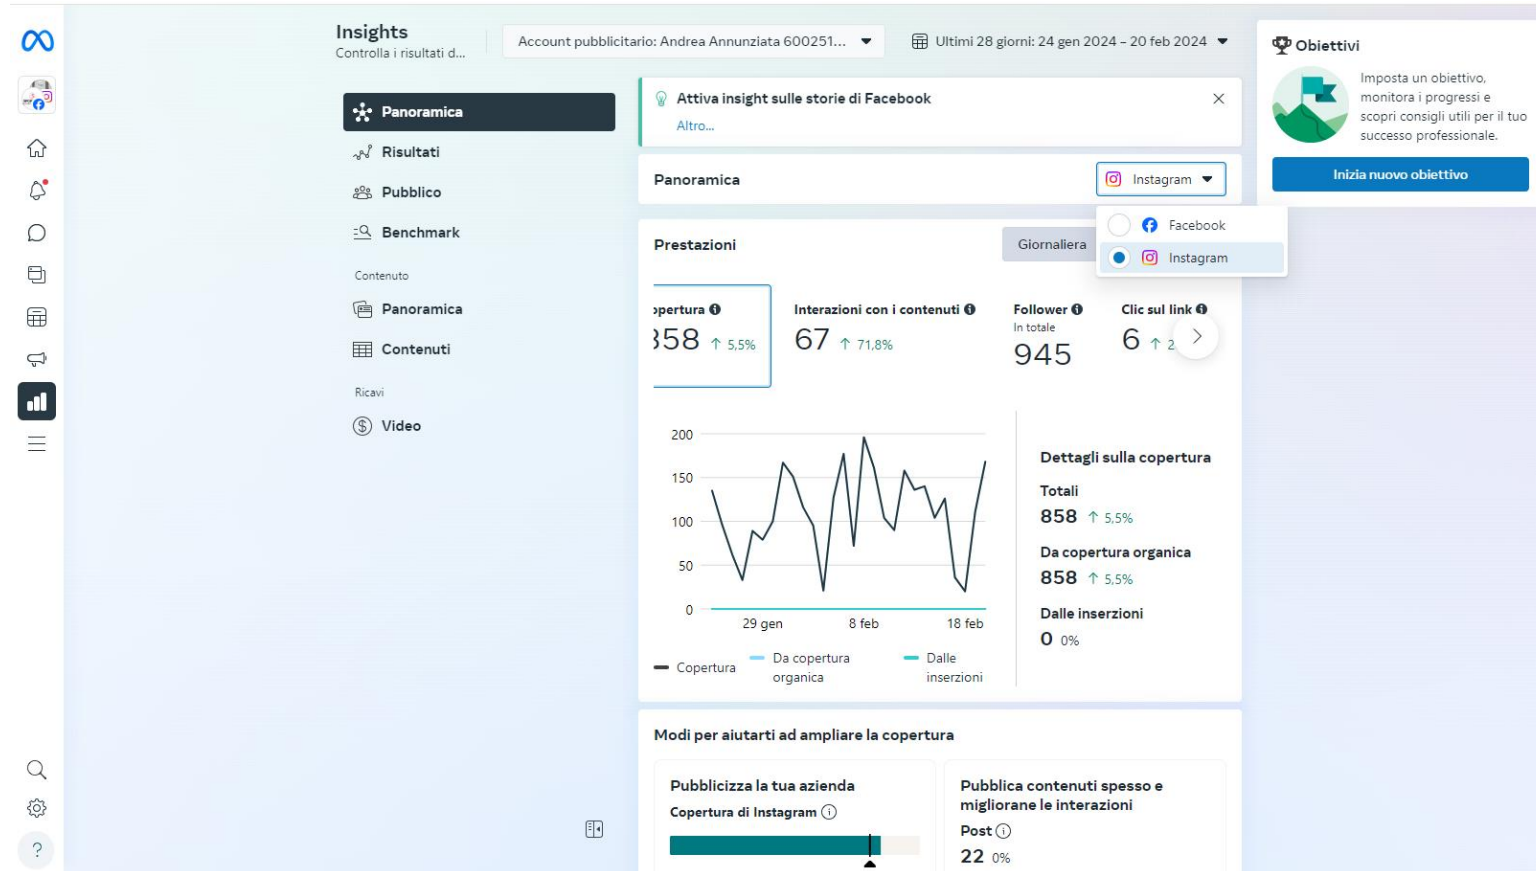 Insights
Controlla i risultati d...
Account pubblicitario: Andrea Annunziata 600251...
Ultimi 28 giorni: 24 gen 2024 – 20 feb 2024
Panoramica
Risultati
Pubblico
Benchmark
Contenuto
Panoramica
Contenuti
Ricavi
Video
Attiva insight sulle storie di Facebook
Altro...
Panoramica
Instagram
Facebook
Instagram
Prestazioni
Giornaliera
opertura
358 ↑ 5,5%
Interazioni con i contenuti
67 ↑ 71,8%
Follower
In totale
945
Clic sul link
6 ↑ 2
200
150
100
50
0
29 gen 8 feb 18 feb
Copertura
Da copertura
organica
Dalle
inserzioni
Dettagli sulla copertura
Totali
858 ↑ 5,5%
Da copertura organica
858 ↑ 5,5%
Dalle inserzioni
0 0%
Modi per aiutarti ad ampliare la copertura
Pubblicizza la tua azienda
Copertura di Instagram
Pubblica contenuti spesso e
migliorane le interazioni
Post
22 0%
Obiettivi
Imposta un obiettivo,
monitora i progressi e
scopri consigli utili per il tuo
successo professionale.
Inizia nuovo obiettivo